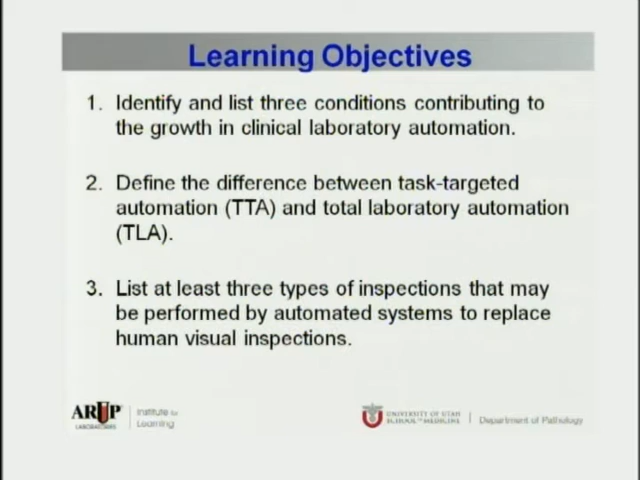 Learning Objectives
1. Identify and list three conditions contributing to
the growth in clinical laboratory automation.
2. Define the difference between task-targeted
automation (TTA) and total laboratory automation
(TLA).
3. List at least three types of inspections that may
be performed by automated systems to replace
human visual inspections.
ARUP
LABORATORIES
Institute for
Learning
UNIVERSITY OF UTAH
SCHOOL OF MEDICINE
Department of Pathology